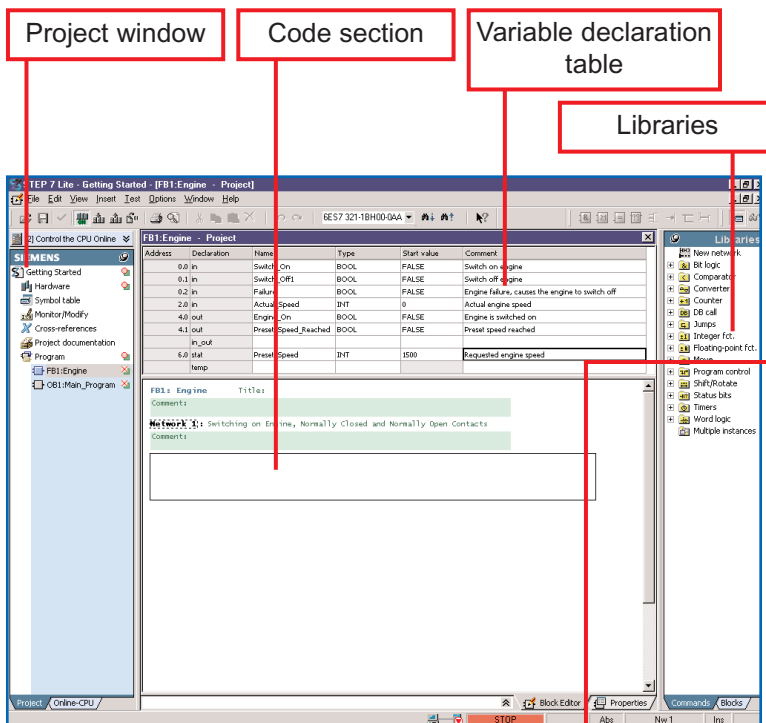 Project window
Code section
Variable declaration
table
Libraries
STEP 7 Lite - Getting Started - [FB1:Engine - Project]
File Edit View Insert Test Options Window Help
6ES7 321-1BH00-0AA
Control the CPU Online
SIEMENS
Getting Started
Hardware
Symbol table
Monitor/Modify
Cross-references
Project documentation
Program
FB1:Engine
OB1:Main_Program
FB1:Engine - Project
Address Declaration Name Type Start value Comment
0.0 in Switch_On BOOL FALSE Switch on engine
0.1 in Switch_Off1 BOOL FALSE Switch off engine
0.2 in Failure BOOL FALSE Engine failure, causes the engine to switch off
2.0 in Actual_Speed INT 0 Actual engine speed
4.0 out Engine_On BOOL FALSE Engine is switched on
4.1 out Preset_Speed_Reached BOOL FALSE Preset speed reached
in_out
6.0 stat Preset_Speed INT 1500 Requested engine speed
temp
FB1: Engine Title:
Comment:
Network 1: Switching on Engine, Normally Closed and Normally Open Contacts
Comment:
Libraries
New network
Bit logic
Comparator
Converter
Counter
DB call
Jumps
Integer fct.
Floating-point fct.
Move
Program control
Shift/Rotate
Status bits
Timers
Word logic
Multiple instances
Project Online-CPU
Block Editor Properties
Commands Blocks
STOP Abs Nw 1 Ins